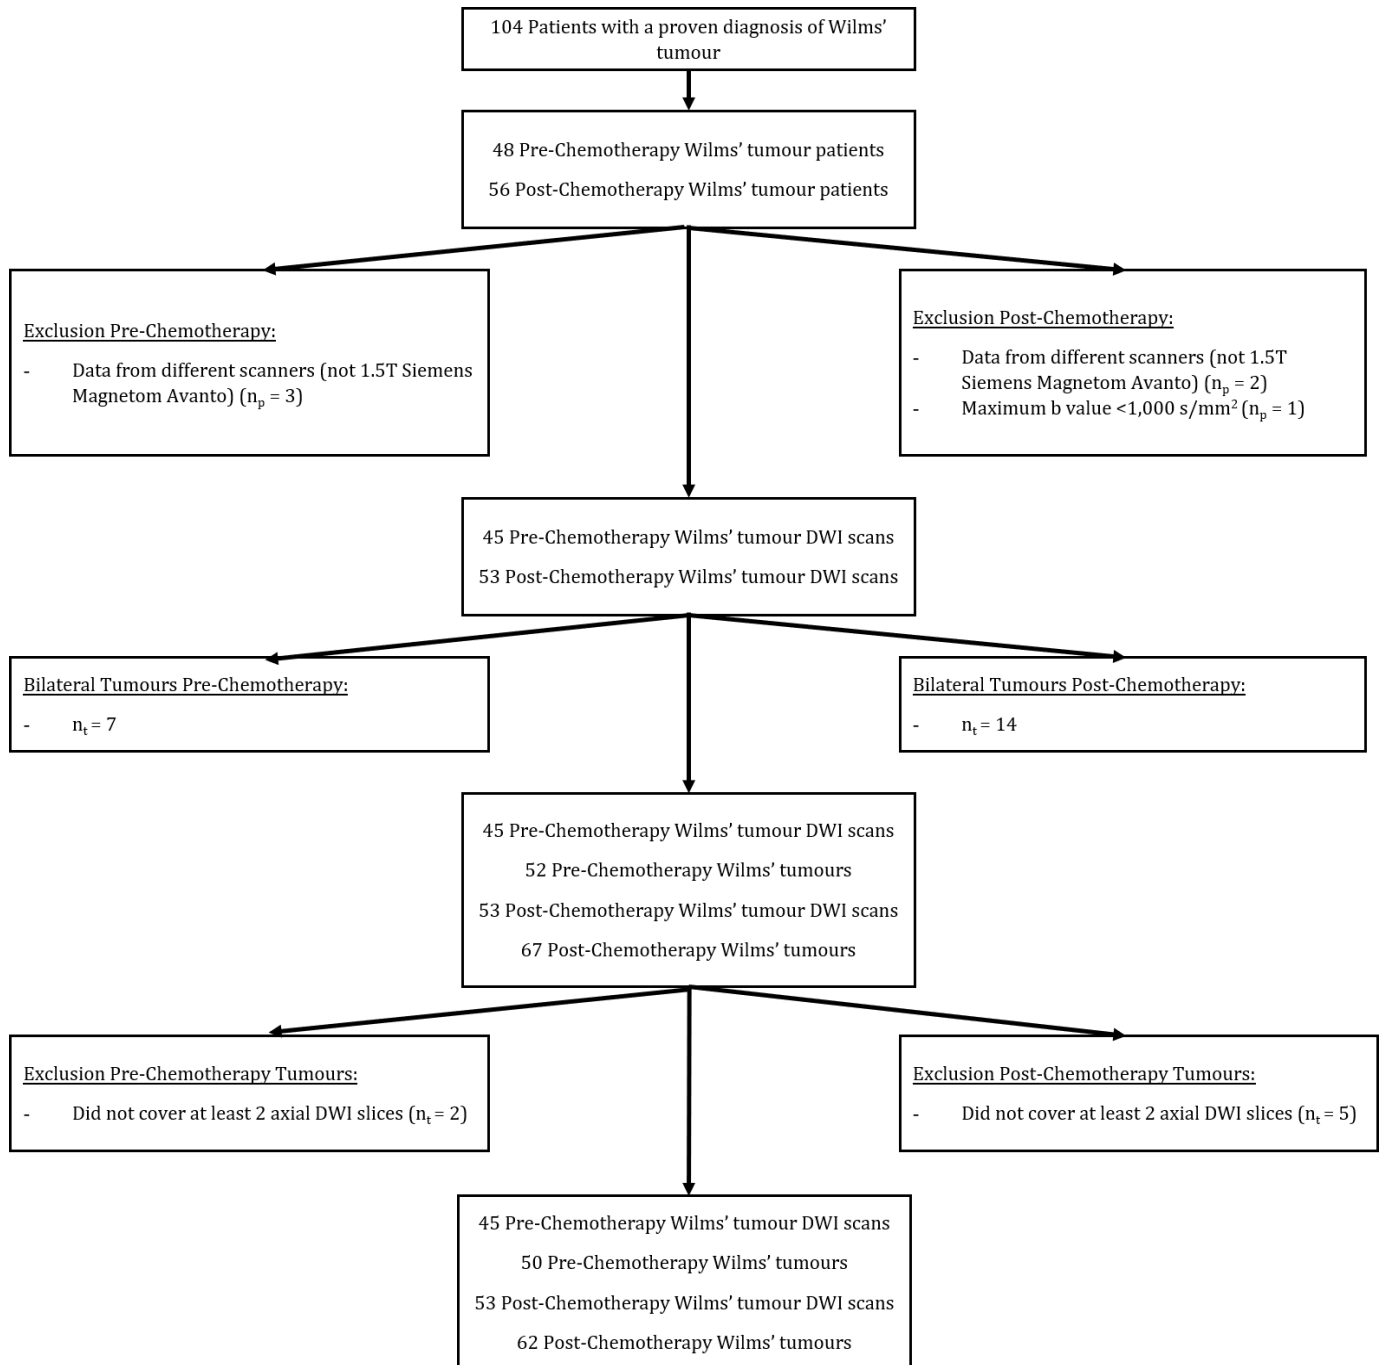 104 Patients with a proven diagnosis of Wilms’
tumour
48 Pre-Chemotherapy Wilms’ tumour patients
56 Post-Chemotherapy Wilms’ tumour patients
Exclusion Pre-Chemotherapy:
- Data from different scanners (not 1.5T Siemens
Magnetom Avanto) (nₚ = 3)
Exclusion Post-Chemotherapy:
- Data from different scanners (not 1.5T
Siemens Magnetom Avanto) (nₚ = 2)
- Maximum b value <1,000 s/mm² (nₚ = 1)
45 Pre-Chemotherapy Wilms’ tumour DWI scans
53 Post-Chemotherapy Wilms’ tumour DWI scans
Bilateral Tumours Pre-Chemotherapy:
- nₜ = 7
Bilateral Tumours Post-Chemotherapy:
- nₜ = 14
45 Pre-Chemotherapy Wilms’ tumour DWI scans
52 Pre-Chemotherapy Wilms’ tumours
53 Post-Chemotherapy Wilms’ tumour DWI scans
67 Post-Chemotherapy Wilms’ tumours
Exclusion Pre-Chemotherapy Tumours:
- Did not cover at least 2 axial DWI slices (nₜ = 2)
Exclusion Post-Chemotherapy Tumours:
- Did not cover at least 2 axial DWI slices (nₜ = 5)
45 Pre-Chemotherapy Wilms’ tumour DWI scans
50 Pre-Chemotherapy Wilms’ tumours
53 Post-Chemotherapy Wilms’ tumour DWI scans
62 Post-Chemotherapy Wilms’ tumours